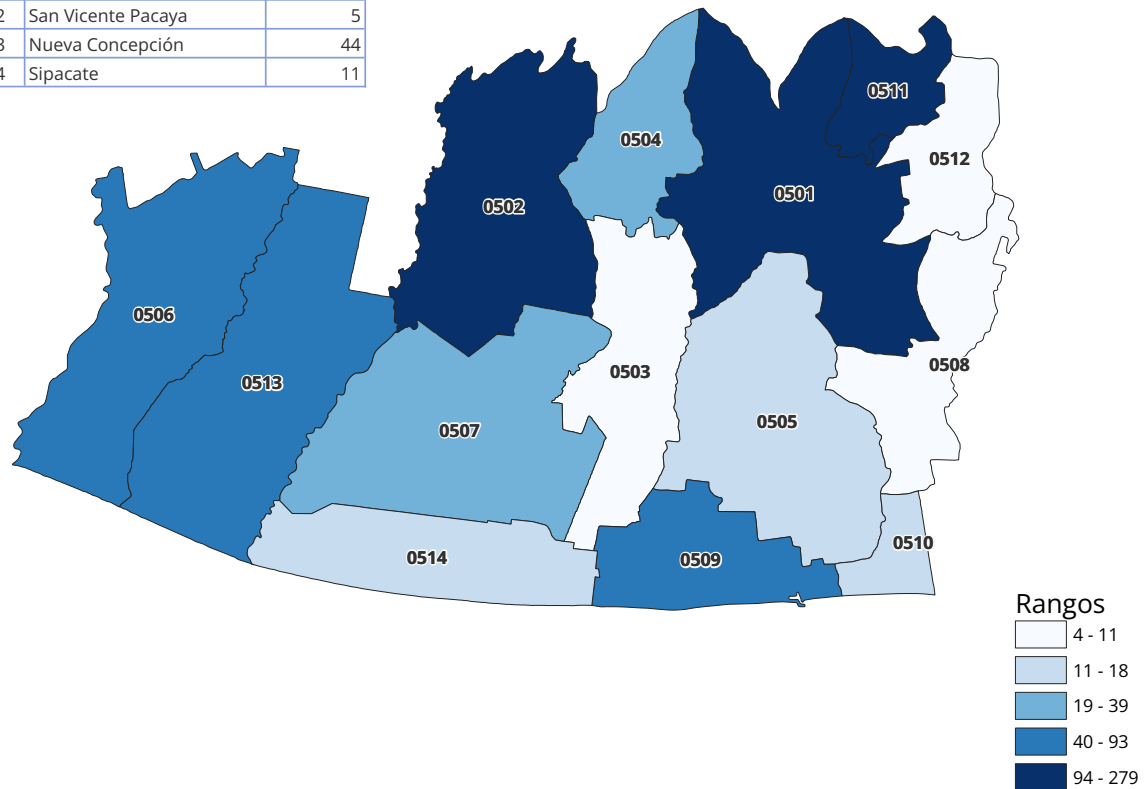 2 San Vicente Pacaya 5
3 Nueva Concepción 44
4 Sipacate 11
0511
0504
0512
0501
0502
0506
0508
0503
0513
0505
0507
0510
0514
0509
Rangos
4 - 11
11 - 18
19 - 39
40 - 93
94 - 279